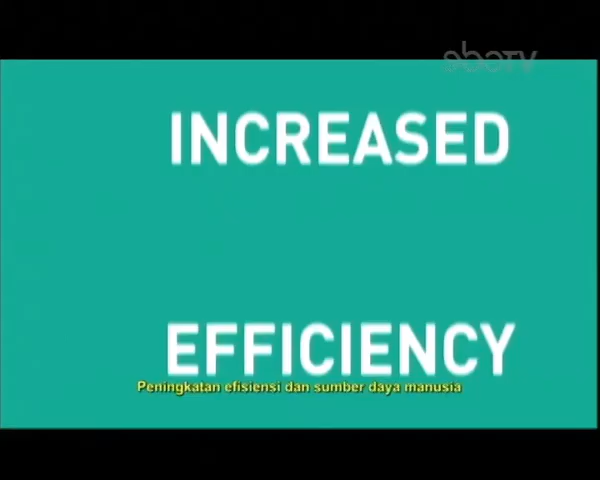 INCREASED
EFFICIENCY
Peningkatan efisiensi dan sumber daya manusia